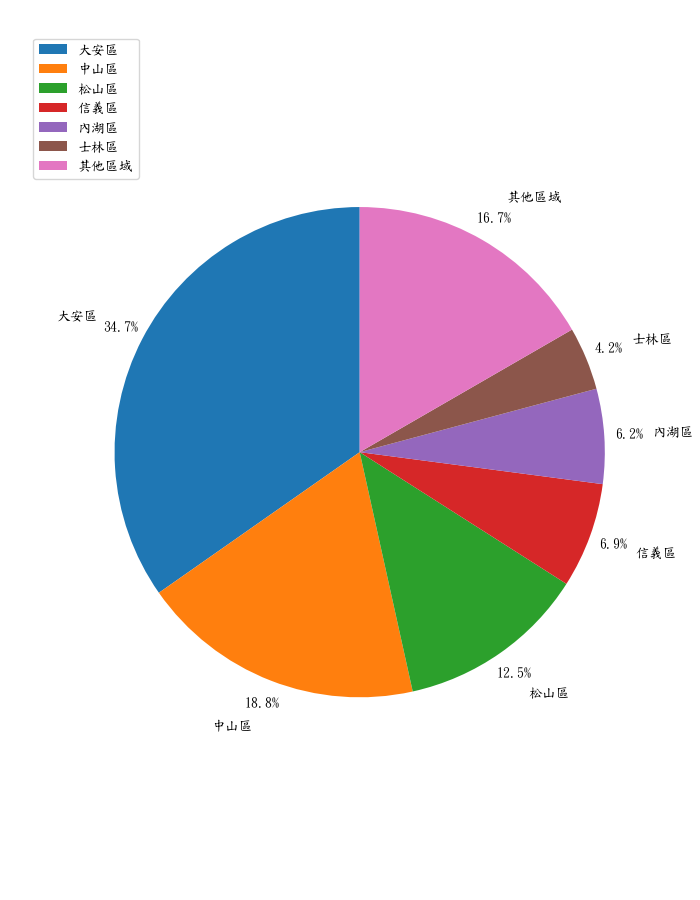 大安區
中山區
松山區
信義區
內湖區
士林區
其他區域
其他區域
16.7%
大安區
34.7%
士林區
4.2%
內湖區
6.2%
信義區
6.9%
松山區
12.5%
中山區
18.8%